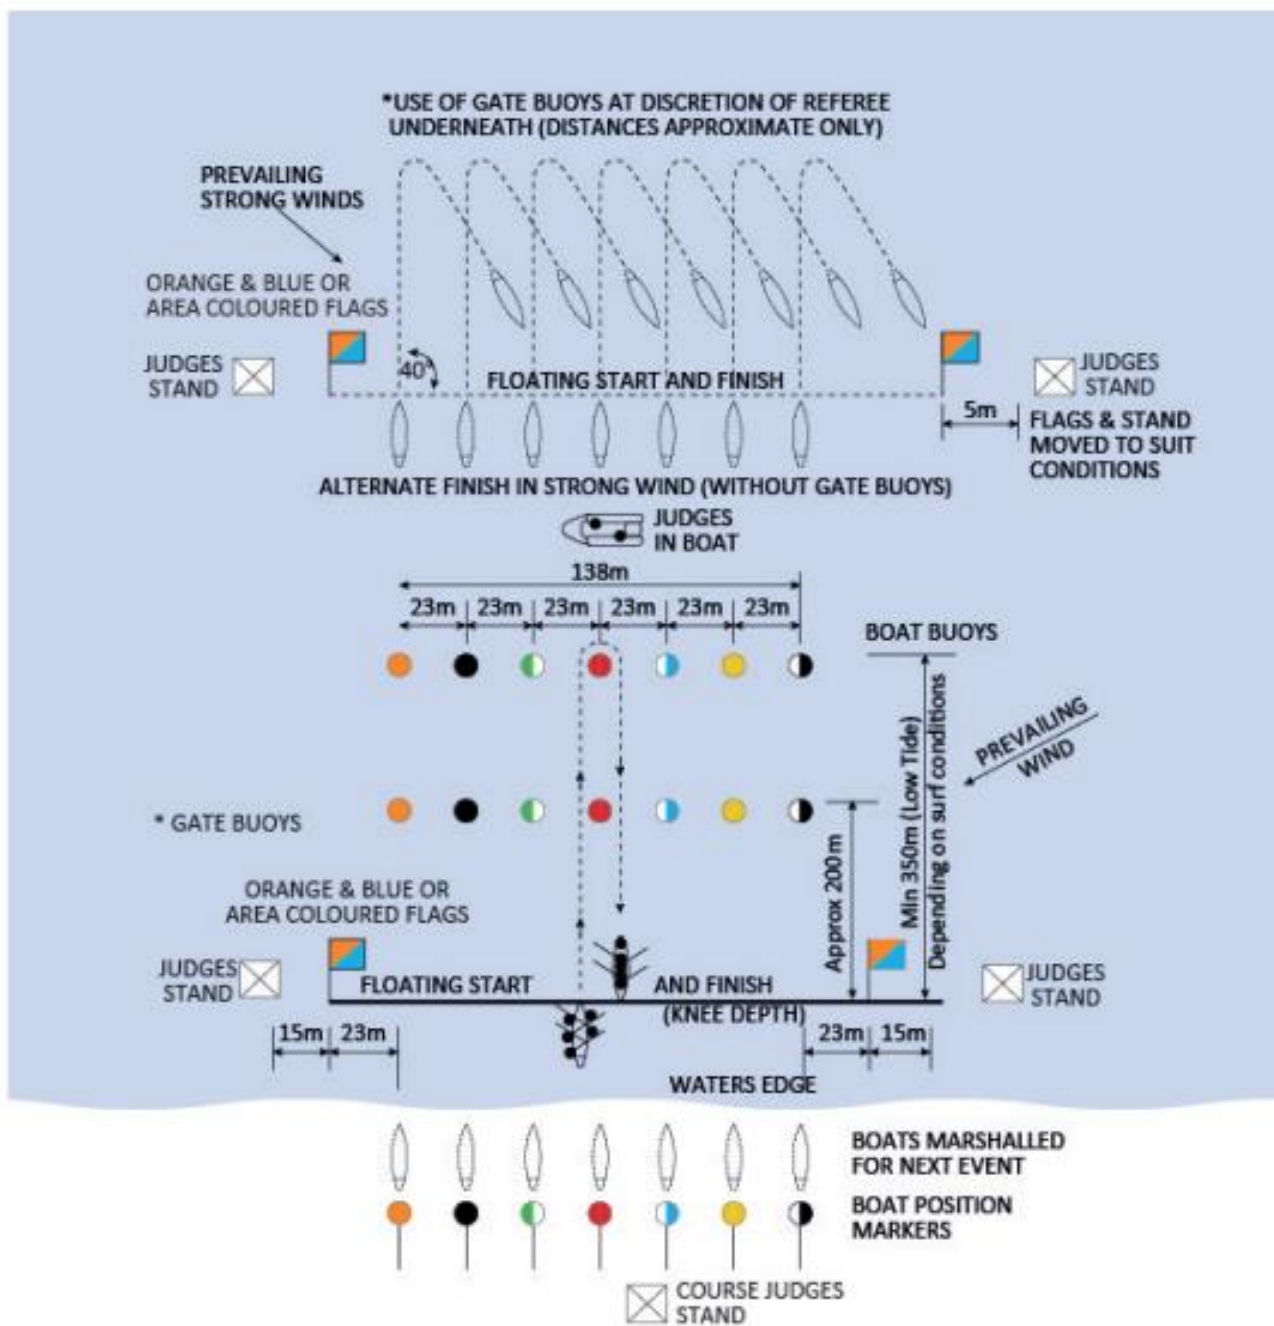 *USE OF GATE BUOYS AT DISCRETION OF REFEREE
UNDERNEATH (DISTANCES APPROXIMATE ONLY)
PREVAILING
STRONG WINDS
ORANGE & BLUE OR
AREA COLOURED FLAGS
JUDGES
STAND
40°
FLOATING START AND FINISH
JUDGES
STAND
5m
FLAGS & STAND
MOVED TO SUIT
CONDITIONS
ALTERNATE FINISH IN STRONG WIND (WITHOUT GATE BUOYS)
JUDGES
IN BOAT
138m
23m 23m 23m 23m 23m 23m
BOAT BUOYS
PREVAILING
WIND
Min 350m (Low Tide)
Depending on surf conditions
* GATE BUOYS
Approx 200m
ORANGE & BLUE OR
AREA COLOURED FLAGS
JUDGES
STAND
FLOATING START AND FINISH
(KNEE DEPTH)
JUDGES
STAND
15m 23m 23m 15m
WATERS EDGE
BOATS MARSHALLED
FOR NEXT EVENT
BOAT POSITION
MARKERS
COURSE JUDGES
STAND